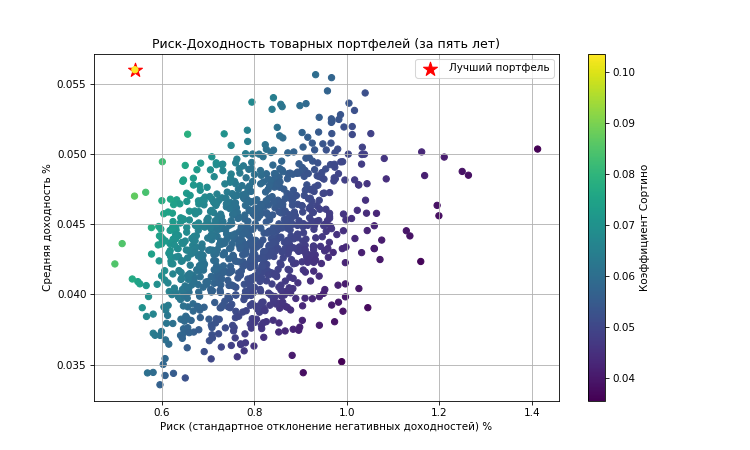 Риск-Доходность товарных портфелей (за пять лет)
Лучший портфель
Средняя доходность %
0.055
0.050
0.045
0.040
0.035
0.6 0.8 1.0 1.2 1.4
Риск (стандартное отклонение негативных доходностей) %
0.10
0.09
0.08
0.07
0.06
0.05
0.04
Коэффициент Сортино